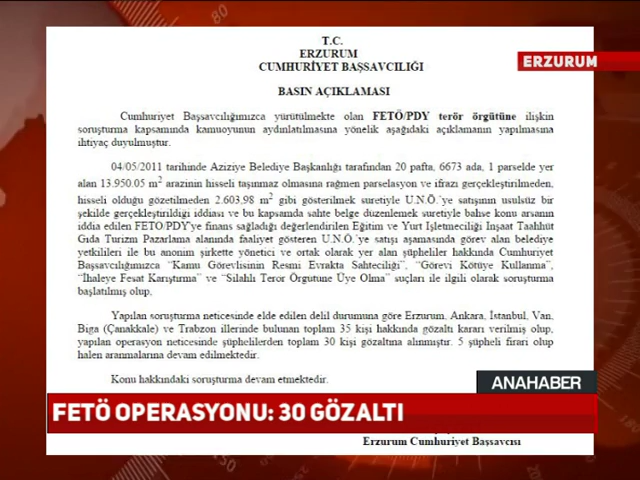 T.C.
ERZURUM
CUMHURİYET BAŞSAVCILIĞI
ERZURUM
BASIN AÇIKLAMASI
Cumhuriyet Başsavcılığımızca yürütülmekte olan FETÖ/PDY terör örgütüne ilişkin
soruşturma kapsamında kamuoyunun aydınlatılmasına yönelik aşağıdaki açıklamanın yapılmasına
ihtiyaç duyulmuştur.
04/05/2011 tarihinde Aziziye Belediye Başkanlığı tarafından 20 pafta, 6673 ada, 1 parselde yer
alan 13.950.05 m² arazinin hisseli taşınmaz olmasına rağmen parselasyon ve ifrazı gerçekleştirilmeden,
hisseli olduğu gözetilmeden 2.603.98 m² gibi gösterilmek suretiyle U.N.Ö.'ye satışının usulsüz bir
şekilde gerçekleştirildiği iddiası ve bu kapsamda sahte belge düzenlemek suretiyle bahse konu arsanın
iddia edilen FETÖ/PDY'ye finans sağladığı değerlendirilen Eğitim ve Yurt İşletmeciliği İnşaat Taahhüt
Gıda Turizm Pazarlama alanında faaliyet gösteren U.N.Ö.'ye satışı aşamasında görev alan belediye
yetkilileri ile bu anonim şirkette yönetici ve ortak olarak yer alan şüpheliler hakkında Cumhuriyet
Başsavcılığımızca "Kamu Görevlisinin Resmi Evrakta Sahteciliği", "Görevi Kötüye Kullanma",
"İhaleye Fesat Karıştırma" ve "Silahlı Terör Örgütüne Üye Olma" suçları ile ilgili olarak soruşturma
başlatılmış olup,
Yapılan soruşturma neticesinde elde edilen delil durumuna göre Erzurum, Ankara, İstanbul, Van,
Biga (Çanakkale) ve Trabzon illerinde bulunan toplam 35 kişi hakkında gözaltı kararı verilmiş olup,
yapılan operasyon neticesinde şüphelilerden toplam 30 kişi gözaltına alınmıştır. 5 şüpheli firari olup
halen aranmalarına devam edilmektedir.
Konu hakkındaki soruşturma devam etmektedir.
ANAHABER
FETÖ OPERASYONU: 30 GÖZALTI
Erzurum Cumhuriyet Başsavcısı